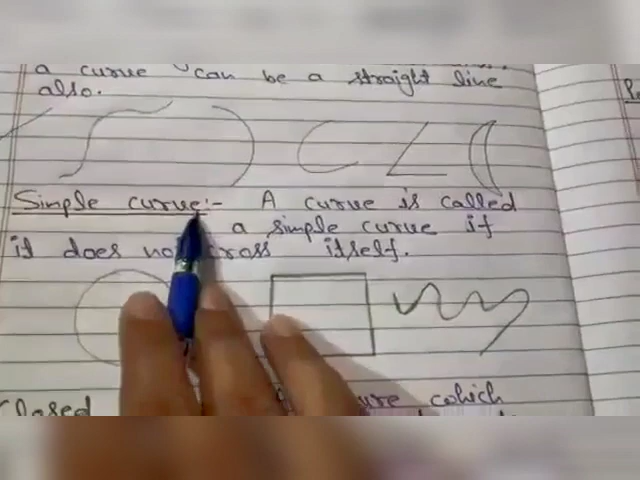 a curve can be a straight line
also.
Simple curve:- A curve is called
a simple curve if
it does not cross itself.
Closed
which